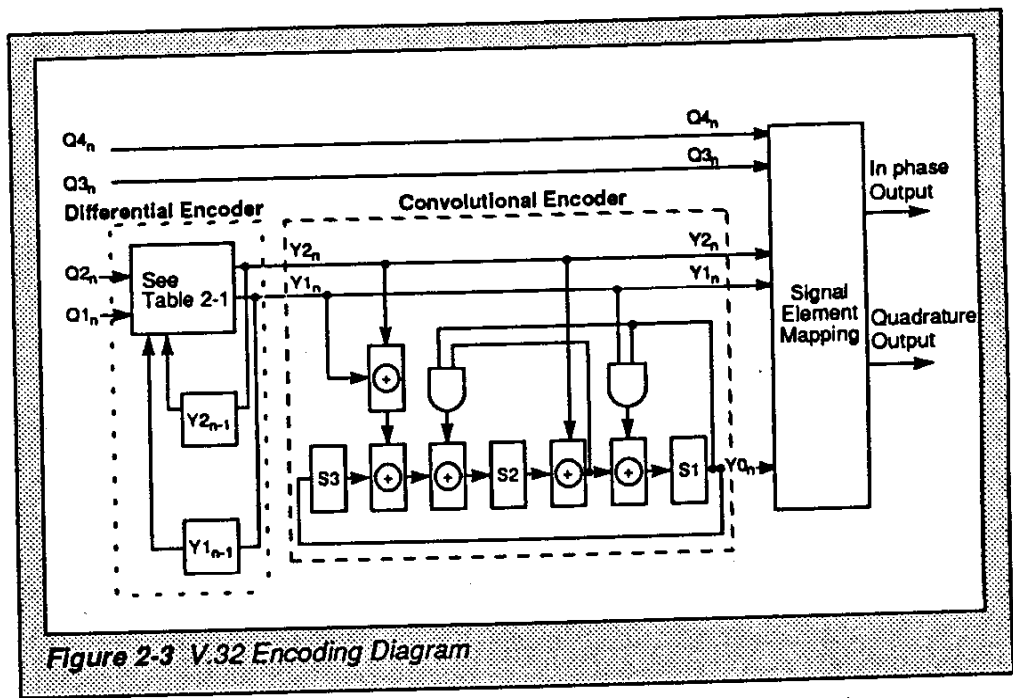 Q4n
Q4n
Q3n
Q3n
Differential Encoder
Convolutional Encoder
In phase
Output
Q2n
See
Table 2-1
Y2n
Y2n
Q1n
Y1n
Y1n
Signal
Element
Mapping
Quadrature
Output
Y2n-1
S3
S2
S1
Y0n
Y1n-1
Figure 2-3 V.32 Encoding Diagram